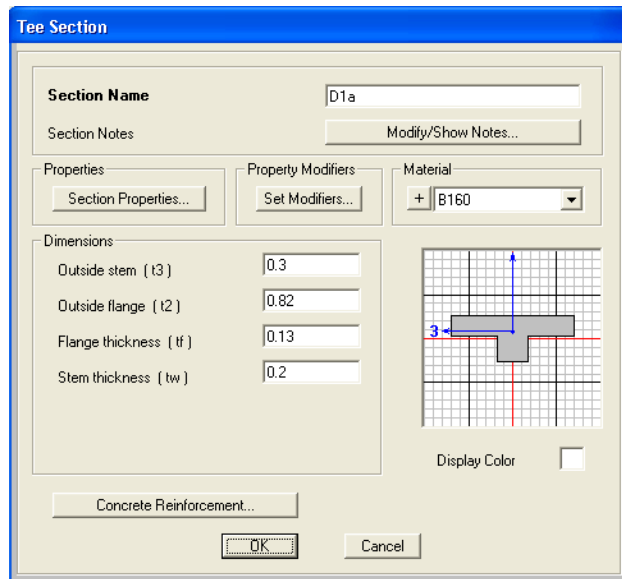 Tee Section
Section Name D1a
Section Notes Modify/Show Notes...
Properties Property Modifiers Material
Section Properties... Set Modifiers... + B160
Dimensions
Outside stem ( t3 ) 0.3
Outside flange ( t2 ) 0.82
Flange thickness ( tf ) 0.13
Stem thickness ( tw ) 0.2
3
Display Color
Concrete Reinforcement...
OK Cancel